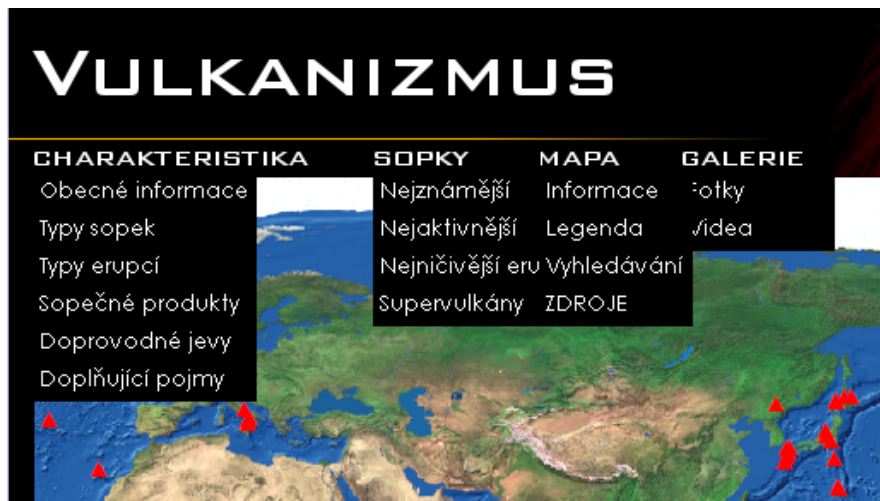 VULKANIZMUS
CHARAKTERISTIKA SOPKY MAPA GALERIE
Obecné informace Nejznámější Informace Fotky
Typy sopek Nejaktivnější Legenda Videa
Typy erupcí Nejničivější eru Vyhledávání
Sopečné produkty Supervulkány ZDROJE
Doprovodné jevy
Doplňující pojmy